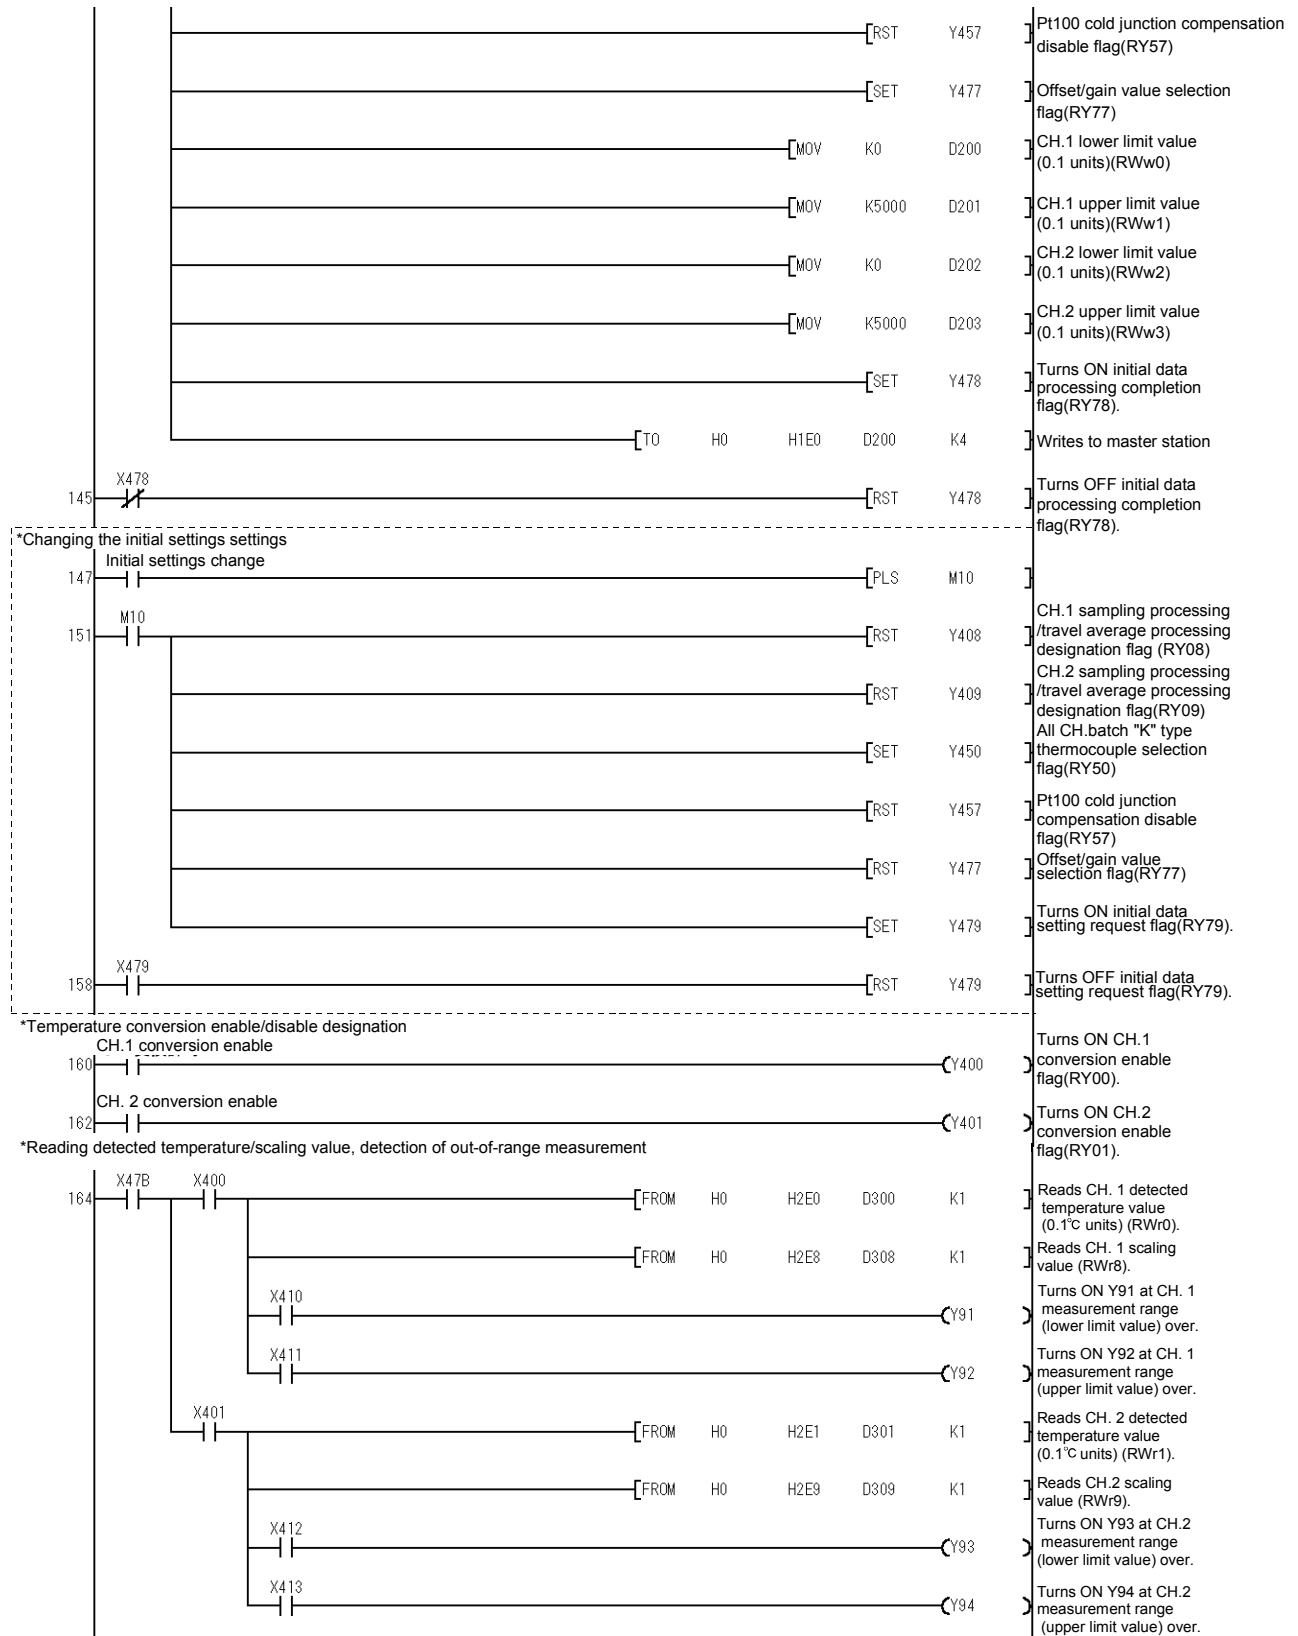 RST Y457 Pt100 cold junction compensation
disable flag(RY57)
SET Y477 Offset/gain value selection
flag(RY77)
MOV K0 D200 CH.1 lower limit value
(0.1 units)(RWw0)
MOV K5000 D201 CH.1 upper limit value
(0.1 units)(RWw1)
MOV K0 D202 CH.2 lower limit value
(0.1 units)(RWw2)
MOV K5000 D203 CH.2 upper limit value
(0.1 units)(RWw3)
SET Y478 Turns ON initial data
processing completion
flag(RY78).
TO H0 H1E0 D200 K4 Writes to master station
X478
145 RST Y478 Turns OFF initial data
processing completion
flag(RY78).
*Changing the initial settings settings
Initial settings change
147 PLS M10
M10
151 RST Y408 CH.1 sampling processing
/travel average processing
designation flag (RY08)
RST Y409 CH.2 sampling processing
/travel average processing
designation flag(RY09)
SET Y450 All CH.batch "K" type
thermocouple selection
flag(RY50)
RST Y457 Pt100 cold junction
compensation disable
flag(RY57)
RST Y477 Offset/gain value
selection flag(RY77)
SET Y479 Turns ON initial data
setting request flag(RY79).
X479
158 RST Y479 Turns OFF initial data
setting request flag(RY79).
*Temperature conversion enable/disable designation
CH.1 conversion enable
160 Y400 Turns ON CH.1
conversion enable
flag(RY00).
CH. 2 conversion enable
162 Y401 Turns ON CH.2
conversion enable
flag(RY01).
*Reading detected temperature/scaling value, detection of out-of-range measurement
X47B X400
164 FROM H0 H2E0 D300 K1 Reads CH. 1 detected
temperature value
(0.1℃ units) (RWr0).
FROM H0 H2E8 D308 K1 Reads CH. 1 scaling
value (RWr8).
X410 Y91 Turns ON Y91 at CH. 1
measurement range
(lower limit value) over.
X411 Y92 Turns ON Y92 at CH. 1
measurement range
(upper limit value) over.
X401 FROM H0 H2E1 D301 K1 Reads CH. 2 detected
temperature value
(0.1℃ units) (RWr1).
FROM H0 H2E9 D309 K1 Reads CH.2 scaling
value (RWr9).
X412 Y93 Turns ON Y93 at CH.2
measurement range
(lower limit value) over.
X413 Y94 Turns ON Y94 at CH.2
measurement range
(upper limit value) over.